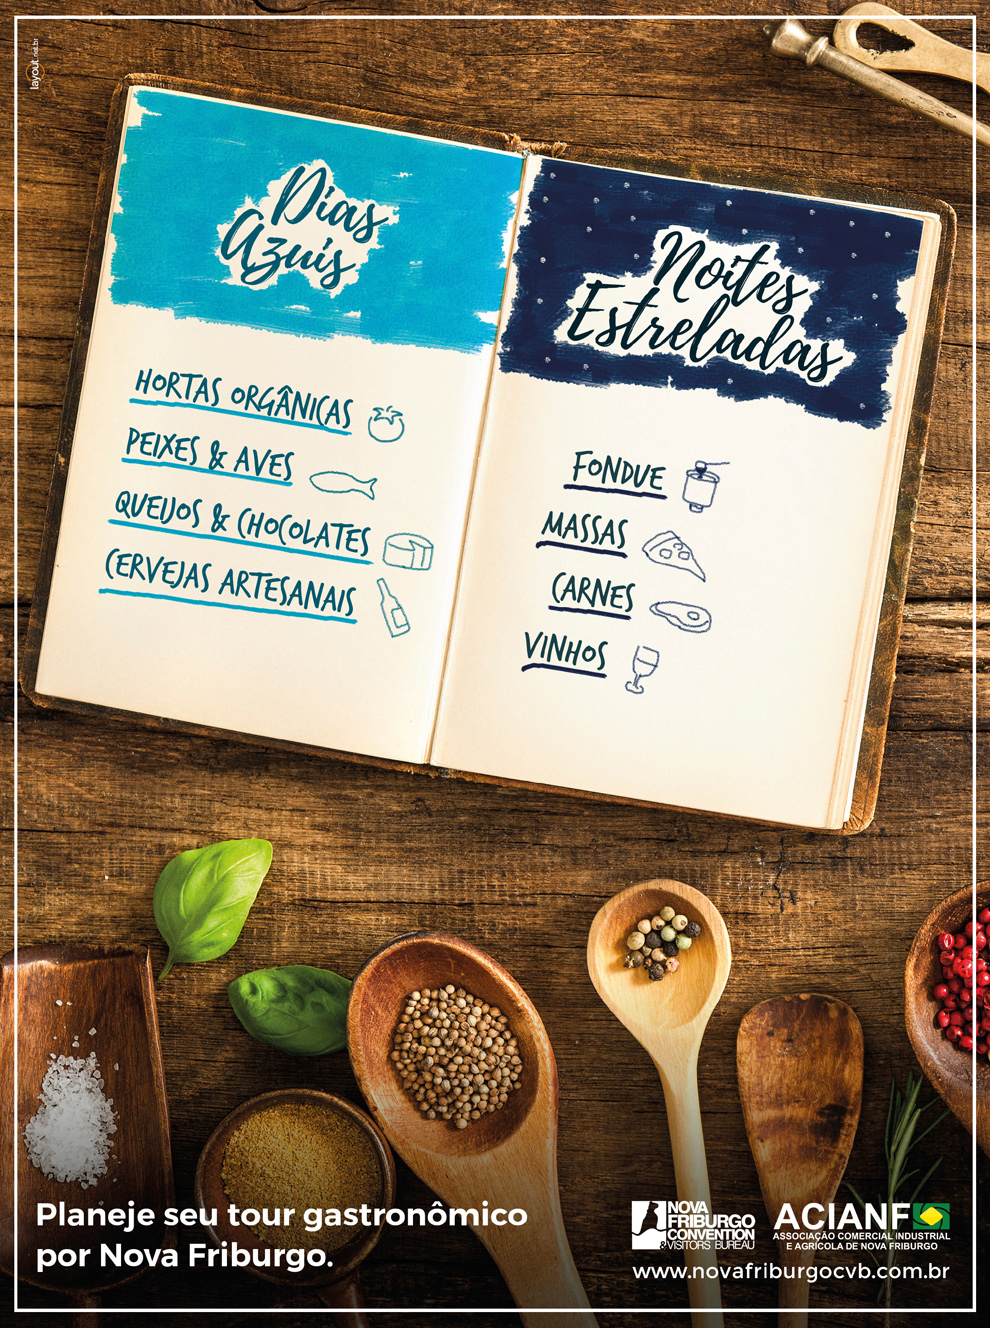 layout.net.br
Dias
Azuis
HORTAS ORGÂNICAS
PEIXES & AVES
QUEIJOS & CHOCOLATES
CERVEJAS ARTESANAIS
Noites
Estreladas
FONDUE
MASSAS
CARNES
VINHOS
Planeje seu tour gastronômico
por Nova Friburgo.
NOVA
FRIBURGO
CONVENTION
&VISITORS BUREAU
ACIANF
ASSOCIAÇÃO COMERCIAL INDUSTRIAL
E AGRÍCOLA DE NOVA FRIBURGO
www.novafriburgocvb.com.br